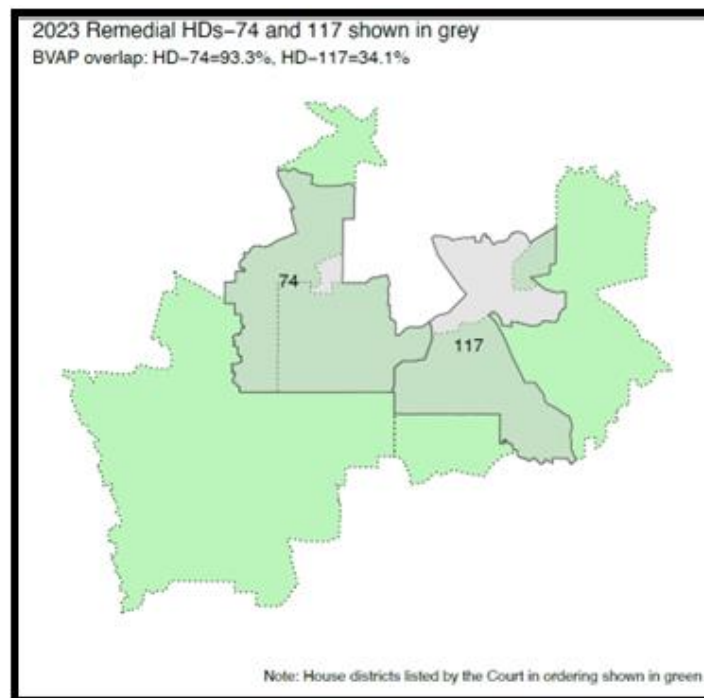 2023 Remedial HDs-74 and 117 shown in grey
BVAP overlap: HD-74=93.3%, HD-117=34.1%
74
117
Note: House districts listed by the Court in ordering shown in green